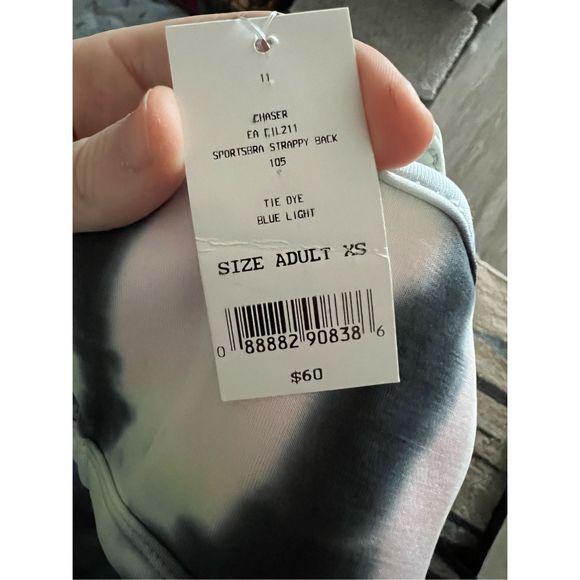 11
CHASER
EA CIL211
SPORTSBRA STRAPPY BACK
105
TIE DYE
BLUE LIGHT
SIZE ADULT XS
0 88882 90838 6
$60